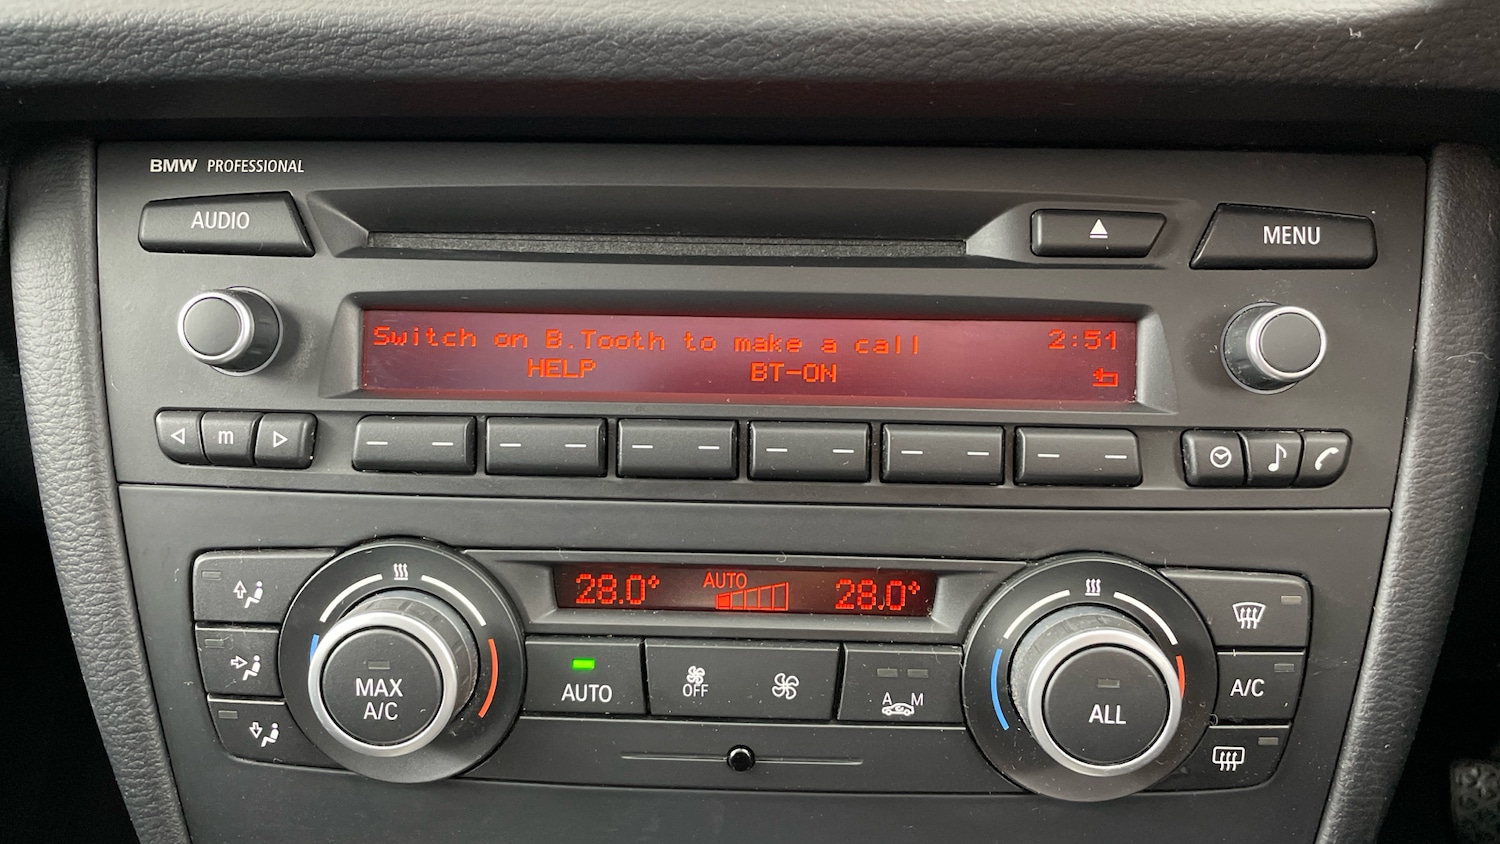 BMW PROFESSIONAL
AUDIO
MENU
Switch on B.Tooth to make a call 2:51
HELP BT-ON
m
28.0° AUTO 28.0°
MAX
A/C
AUTO
OFF
A M
ALL
A/C